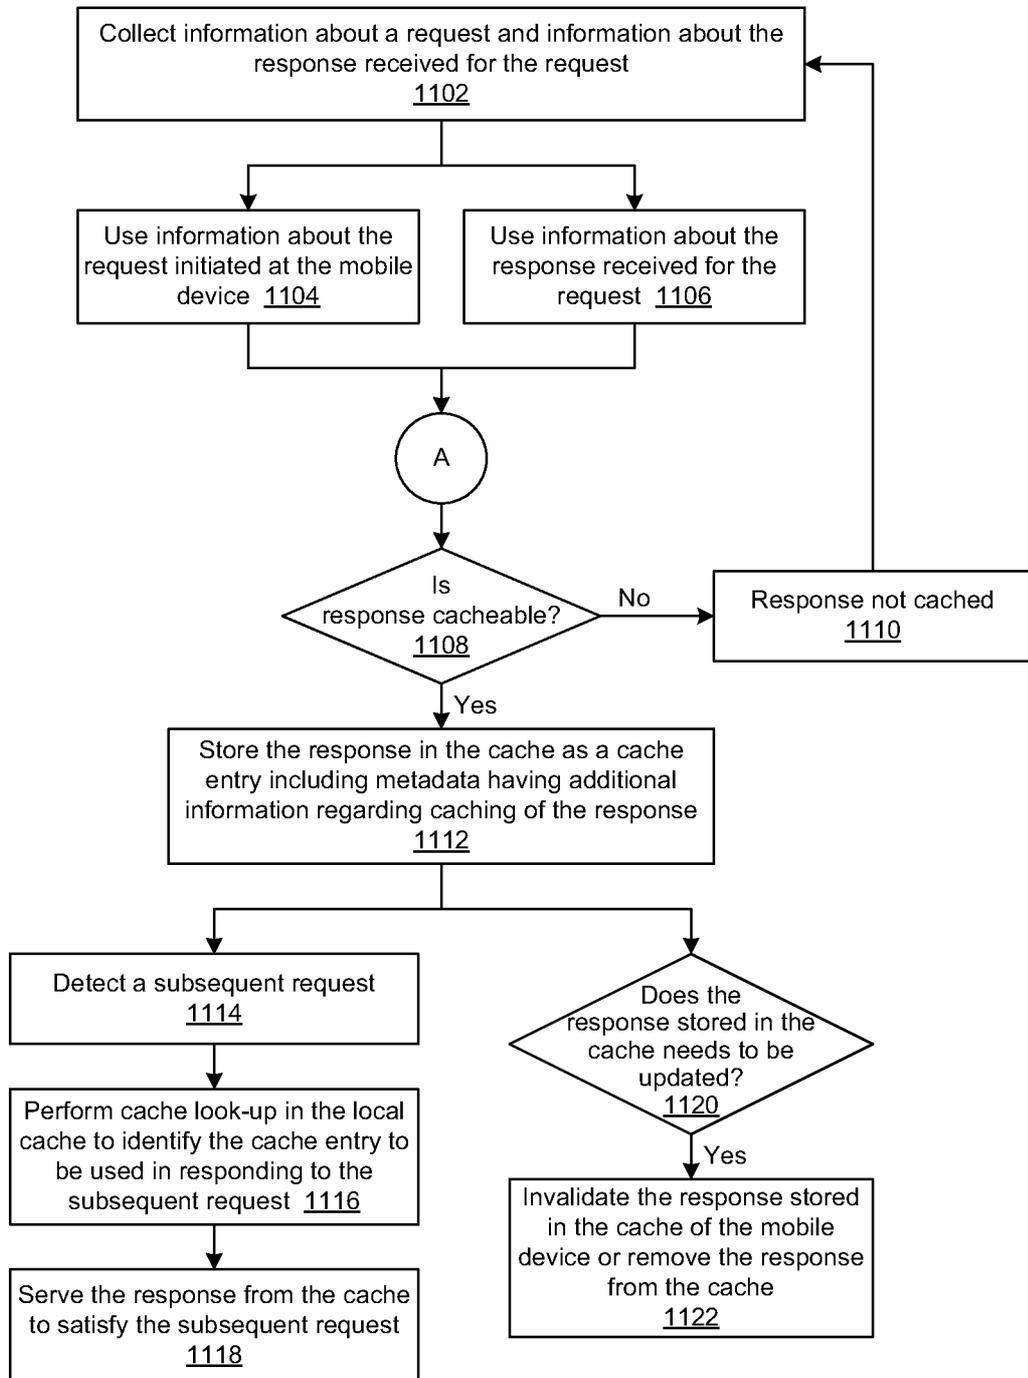 Collect information about a request and information about the
response received for the request
1102
Use information about the
request initiated at the mobile
device 1104
Use information about the
response received for the
request 1106
A
Is
response cacheable?
1108
No
Response not cached
1110
Yes
Store the response in the cache as a cache
entry including metadata having additional
information regarding caching of the response
1112
Detect a subsequent request
1114
Perform cache look-up in the local
cache to identify the cache entry to
be used in responding to the
subsequent request 1116
Serve the response from the cache
to satisfy the subsequent request
1118
Does the
response stored in the
cache needs to be
updated?
1120
Yes
Invalidate the response stored
in the cache of the mobile
device or remove the response
from the cache
1122